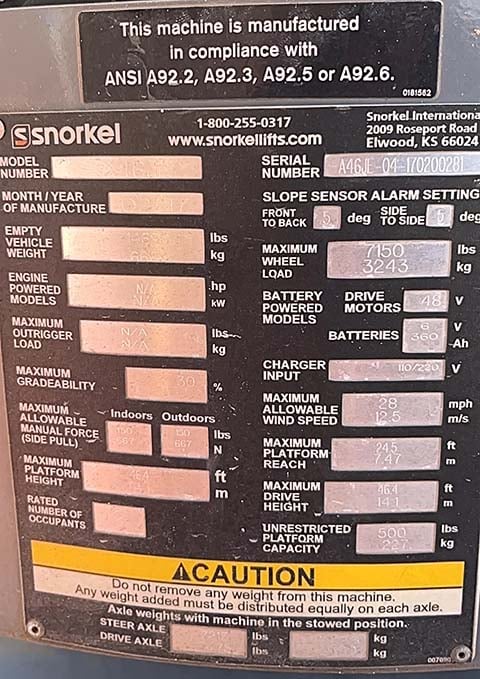 This machine is manufactured
in compliance with
ANSI A92.2, A92.3, A92.5 or A92.6.
0181582
snorkel
1-800-255-0317
www.snorkellifts.com
Snorkel Internationa
2009 Roseport Road
Elwood, KS 66024
MODEL
NUMBER
SERIAL
NUMBER A46JE-04-170200281
MONTH / YEAR
OF MANUFACTURE
SLOPE SENSOR ALARM SETTING
FRONT
TO BACK 5 deg
SIDE
TO SIDE 5 deg
EMPTY
VEHICLE
WEIGHT
lbs
kg
MAXIMUM
WHEEL
LOAD
7150 lbs
3243 kg
ENGINE
POWERED
MODELS
N/A hp
N/A kW
BATTERY
POWERED
MODELS
DRIVE
MOTORS 48 V
BATTERIES
6 V
360 Ah
MAXIMUM
OUTRIGGER
LOAD
N/A lbs
N/A kg
CHARGER
INPUT 110/220 V
MAXIMUM
GRADEABILITY 30 %
MAXIMUM
ALLOWABLE
WIND SPEED
28 mph
12.5 m/s
MAXIMUM
ALLOWABLE
MANUAL FORCE
(SIDE PULL)
Indoors Outdoors
150 150 lbs
667 667 N
MAXIMUM
PLATFORM
REACH
24.5 ft
7.47 m
MAXIMUM
PLATFORM
HEIGHT
ft
m
MAXIMUM
DRIVE
HEIGHT
46.4 ft
14.1 m
RATED
NUMBER OF
OCCUPANTS
UNRESTRICTED
PLATFORM
CAPACITY
500 lbs
227 kg
CAUTION
Do not remove any weight from this machine.
Any weight added must be distributed equally on each axle.
Axle weights with machine in the stowed position.
STEER AXLE lbs kg
DRIVE AXLE lbs kg